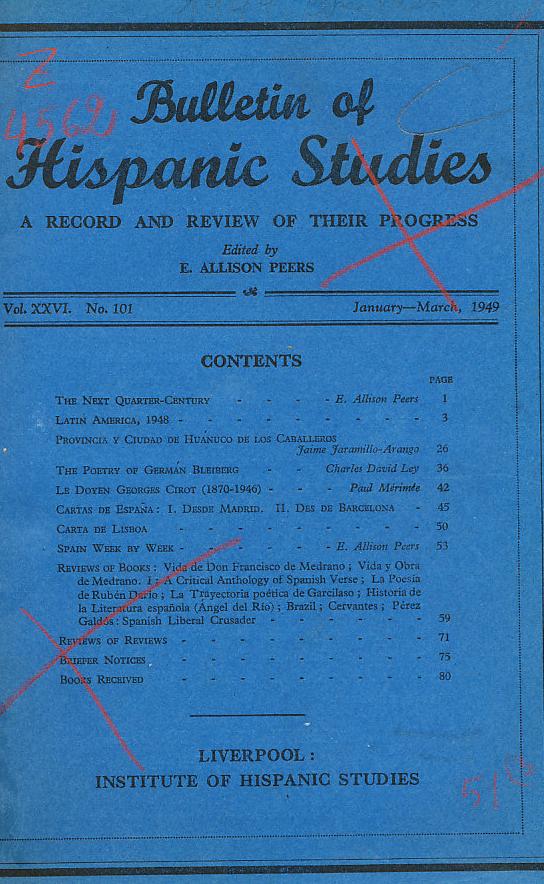 Z
4562
Bulletin of
Hispanic Studies
A RECORD AND REVIEW OF THEIR PROGRESS
Edited by
E. ALLISON PEERS
Vol. XXVI. No. 101 January—March, 1949
CONTENTS
PAGE
THE NEXT QUARTER-CENTURY - - - - E. Allison Peers 1
LATIN AMERICA, 1948 - - - - - - - - - 3
PROVINCIA Y CIUDAD DE HUÁNUCO DE LOS CABALLEROS
Jaime Jaramillo-Arango 26
THE POETRY OF GERMÁN BLEIBERG - - Charles David Ley 36
LE DOYEN GEORGES CIROT (1870-1946) - - - Paul Mérimée 42
CARTAS DE ESPAÑA: I. DESDE MADRID. II. DES DE BARCELONA - 45
CARTA DE LISBOA - - - - - - - - - 50
SPAIN WEEK BY WEEK - - - - - E. Allison Peers 53
REVIEWS OF BOOKS: Vida de Don Francisco de Medrano; Vida y Obra
de Medrano. I; A Critical Anthology of Spanish Verse; La Poesía
de Rubén Darío; La Trayectoria poética de Garcilaso; Historia de
la Literatura española (Ángel del Río); Brazil; Cervantes; Pérez
Galdós: Spanish Liberal Crusader - - - - - - 59
REVIEWS OF REVIEWS - - - - - - - - 71
BRIEFER NOTICES - - - - - - - - 75
BOOKS RECEIVED - - - - - - - - 80
LIVERPOOL:
INSTITUTE OF HISPANIC STUDIES